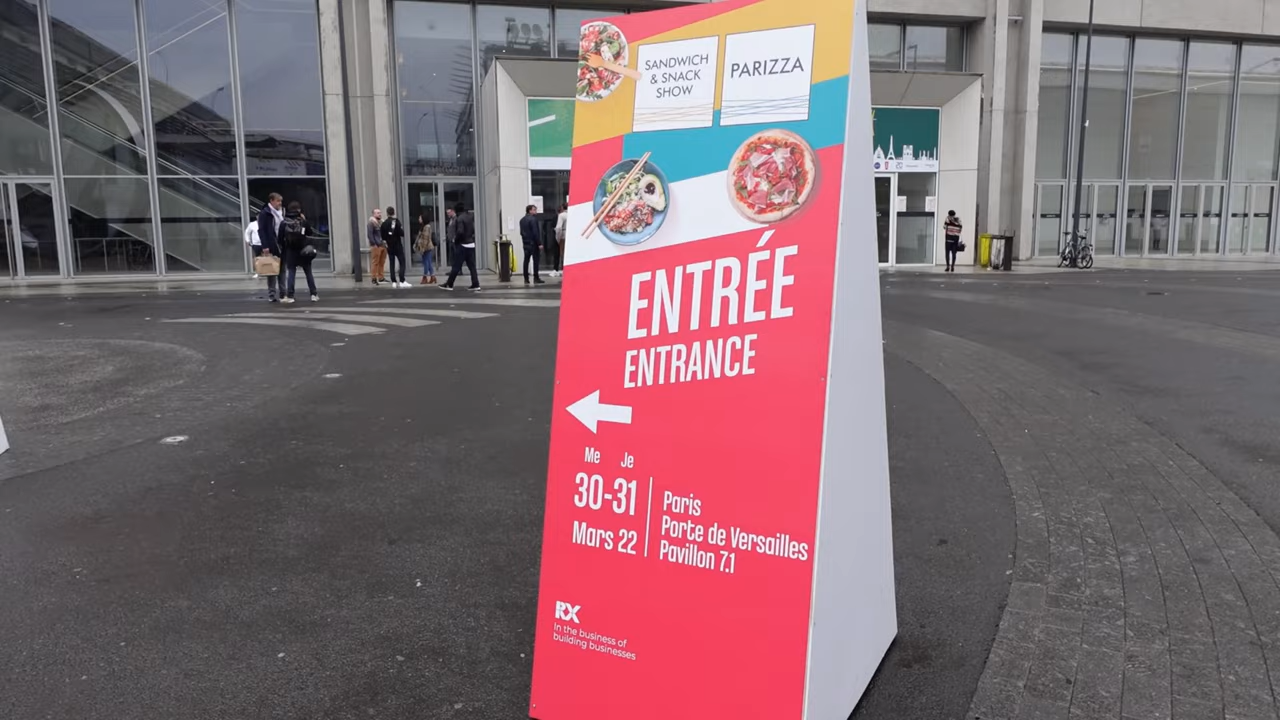 SANDWICH
& SNACK
SHOW
PARIZZA
ENTRÉE
ENTRANCE
Me Je
30-31
Mars 22
Paris
Porte de Versailles
Pavillon 7.1
RX
In the business of
building businesses